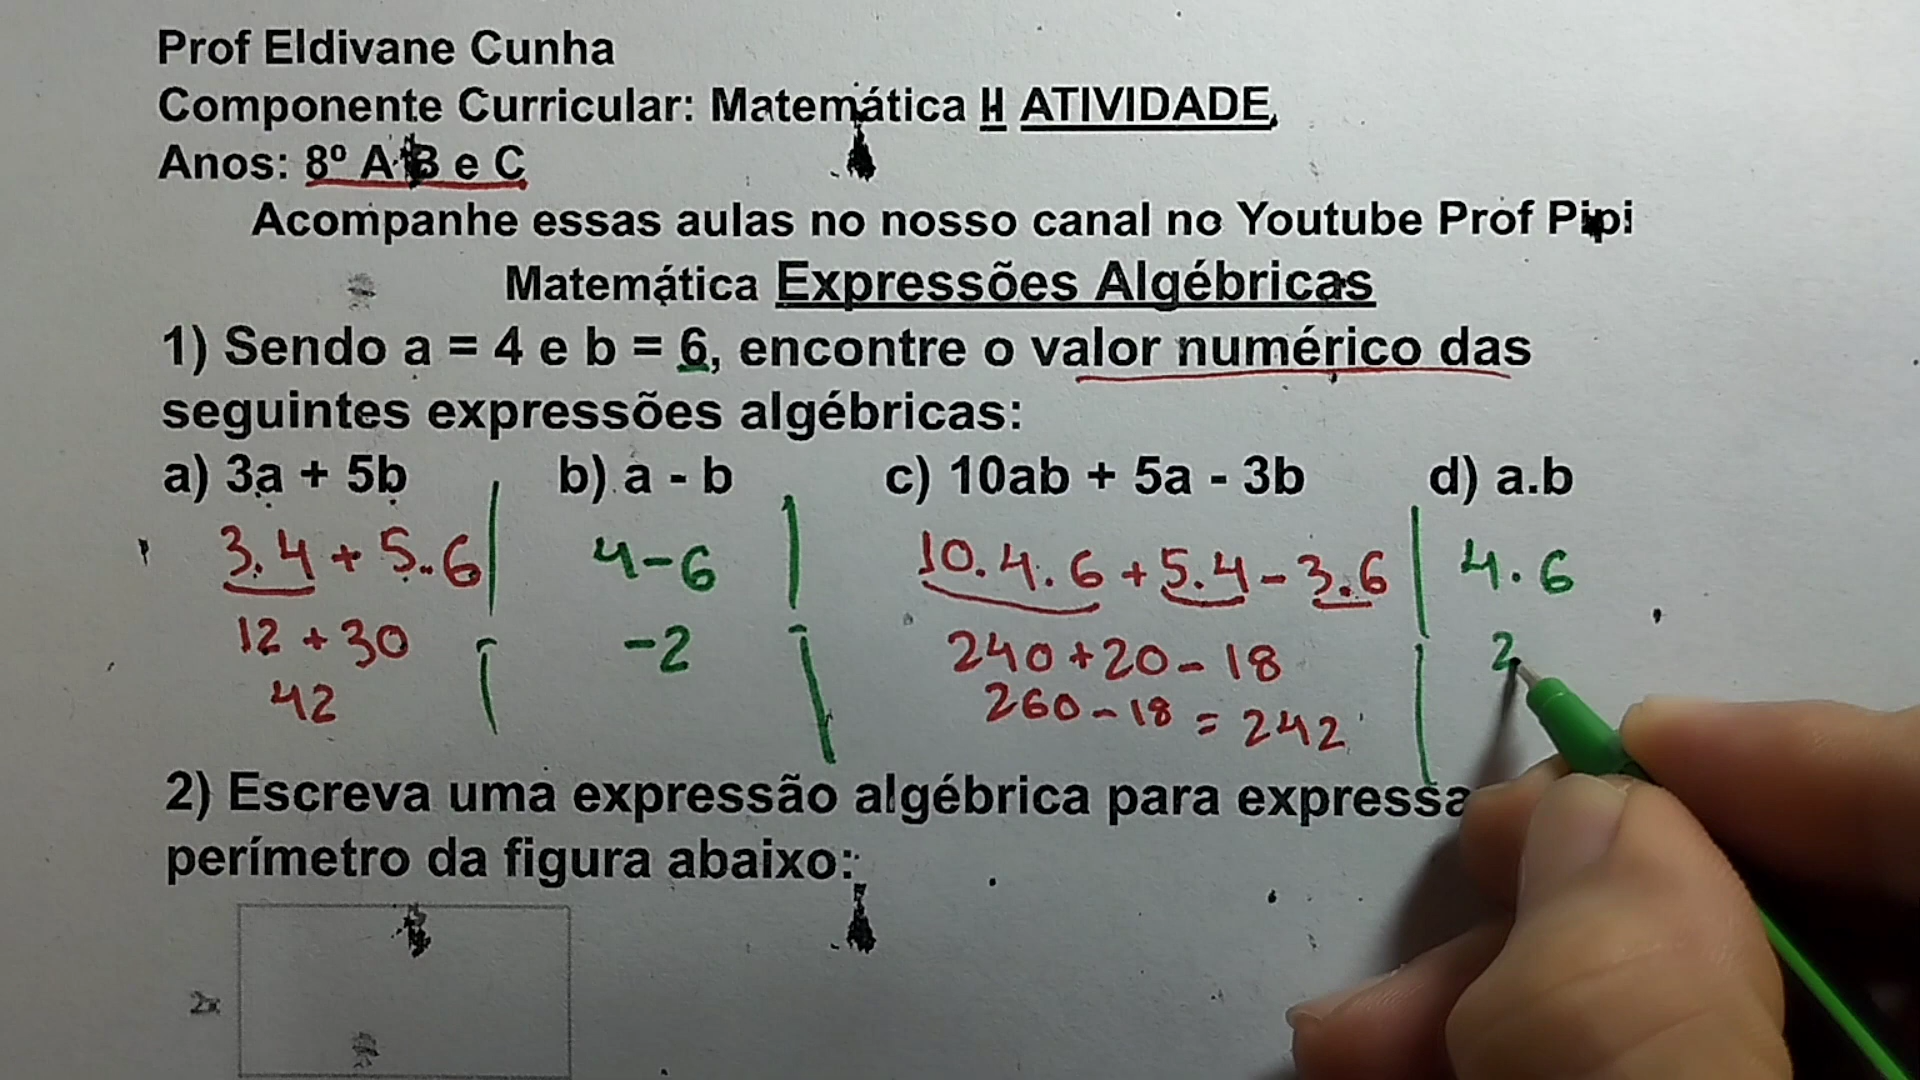 Prof Eldivane Cunha
Componente Curricular: Matemática H ATIVIDADE,
Anos: 8º A B e C
Acompanhe essas aulas no nosso canal no Youtube Prof Pipi
Matemática Expressões Algébricas
1) Sendo a = 4 e b = 6, encontre o valor numérico das
seguintes expressões algébricas:
a) 3a + 5b b) a - b c) 10ab + 5a - 3b d) a.b
3.4 + 5.6 4-6 10.4.6 + 5.4 - 3.6 4.6
12 + 30 -2 240+20-18 2
42 260-18 = 242
2) Escreva uma expressão algébrica para expressa
perímetro da figura abaixo:
2x